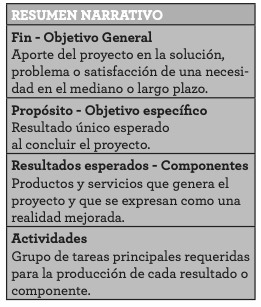 RESUMEN NARRATIVO
Fin - Objetivo General
Aporte del proyecto en la solución,
problema o satisfacción de una necesi-
dad en el mediano o largo plazo.
Propósito - Objetivo específico
Resultado único esperado
al concluir el proyecto.
Resultados esperados - Componentes
Productos y servicios que genera el
proyecto y que se expresan como una
realidad mejorada.
Actividades
Grupo de tareas principales requeridas
para la producción de cada resultado o
componente.